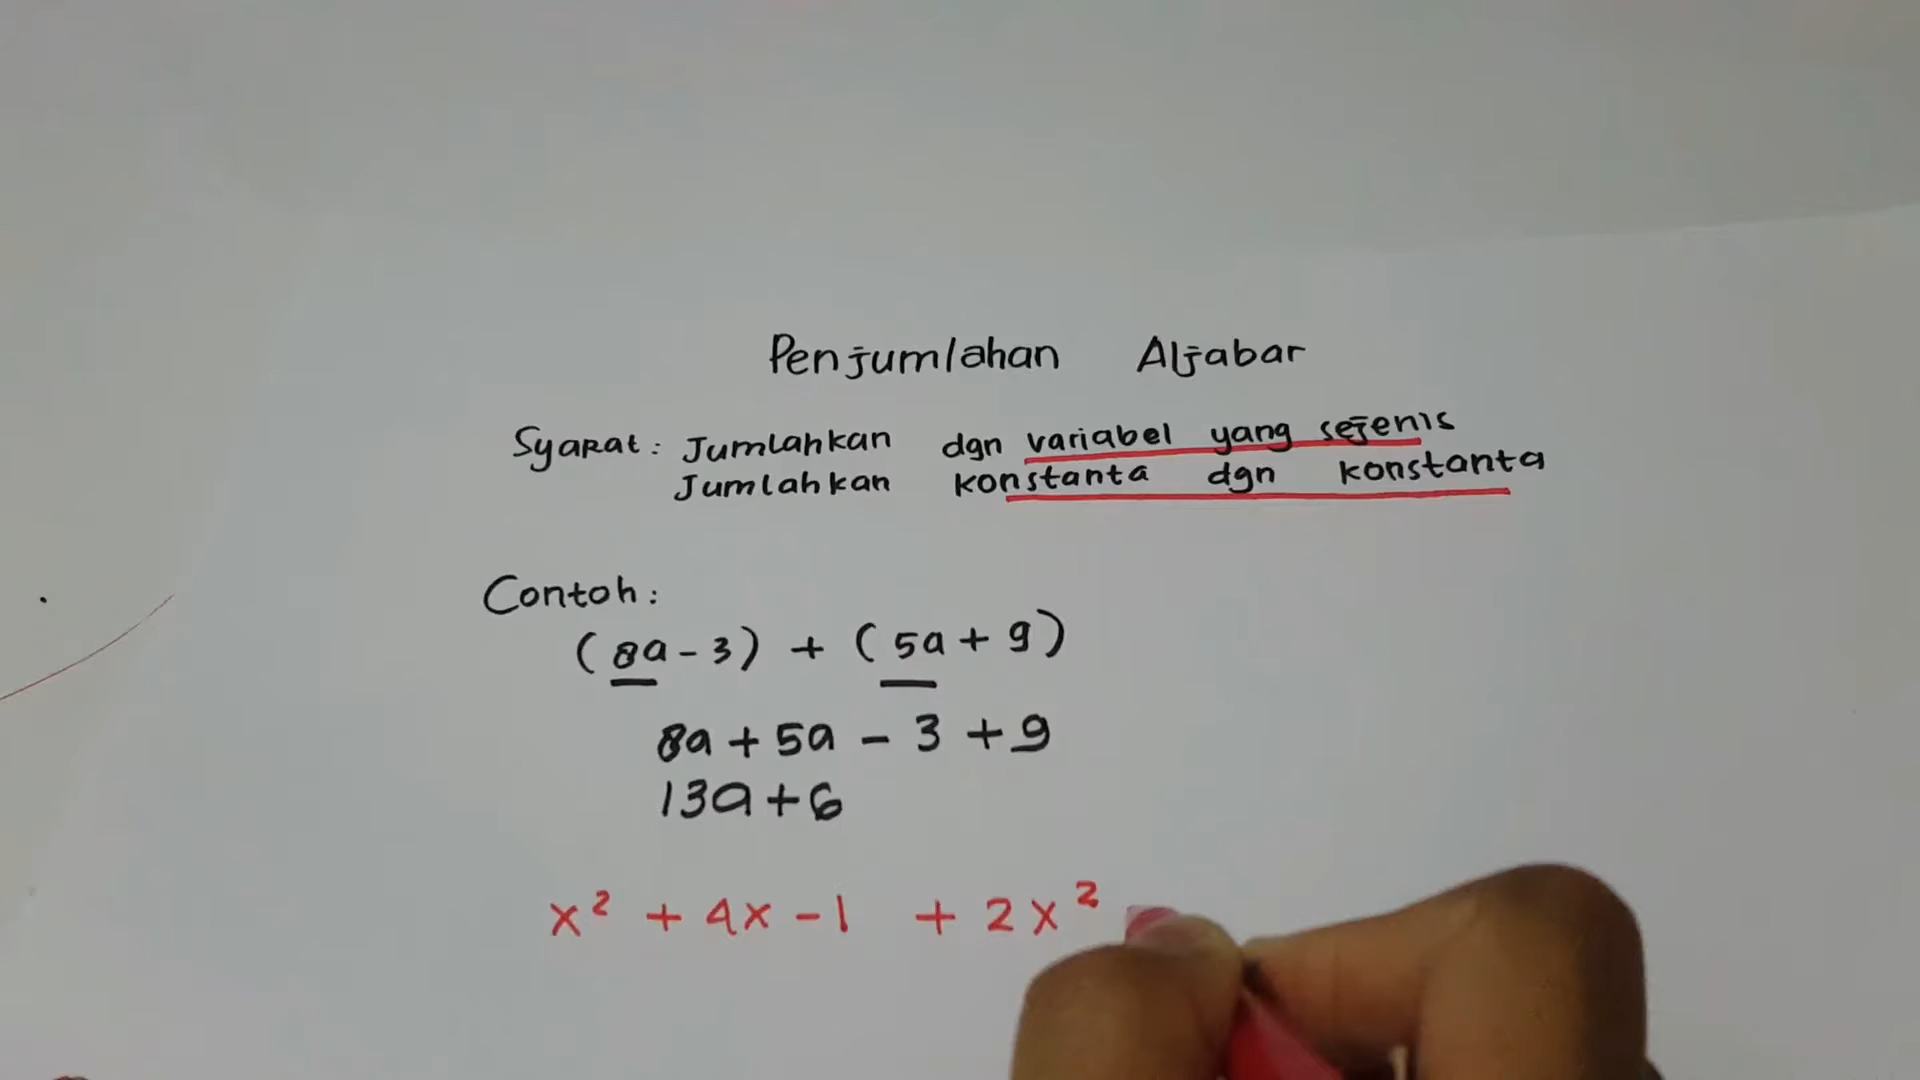 Penjumlahan Aljabar
Syarat: Jumlahkan dgn variabel yang sejenis
Jumlahkan konstanta dgn konstanta
Contoh:
(8a - 3) + (5a + 9)
8a + 5a - 3 + 9
13a + 6
x² + 4x - 1 + 2x²